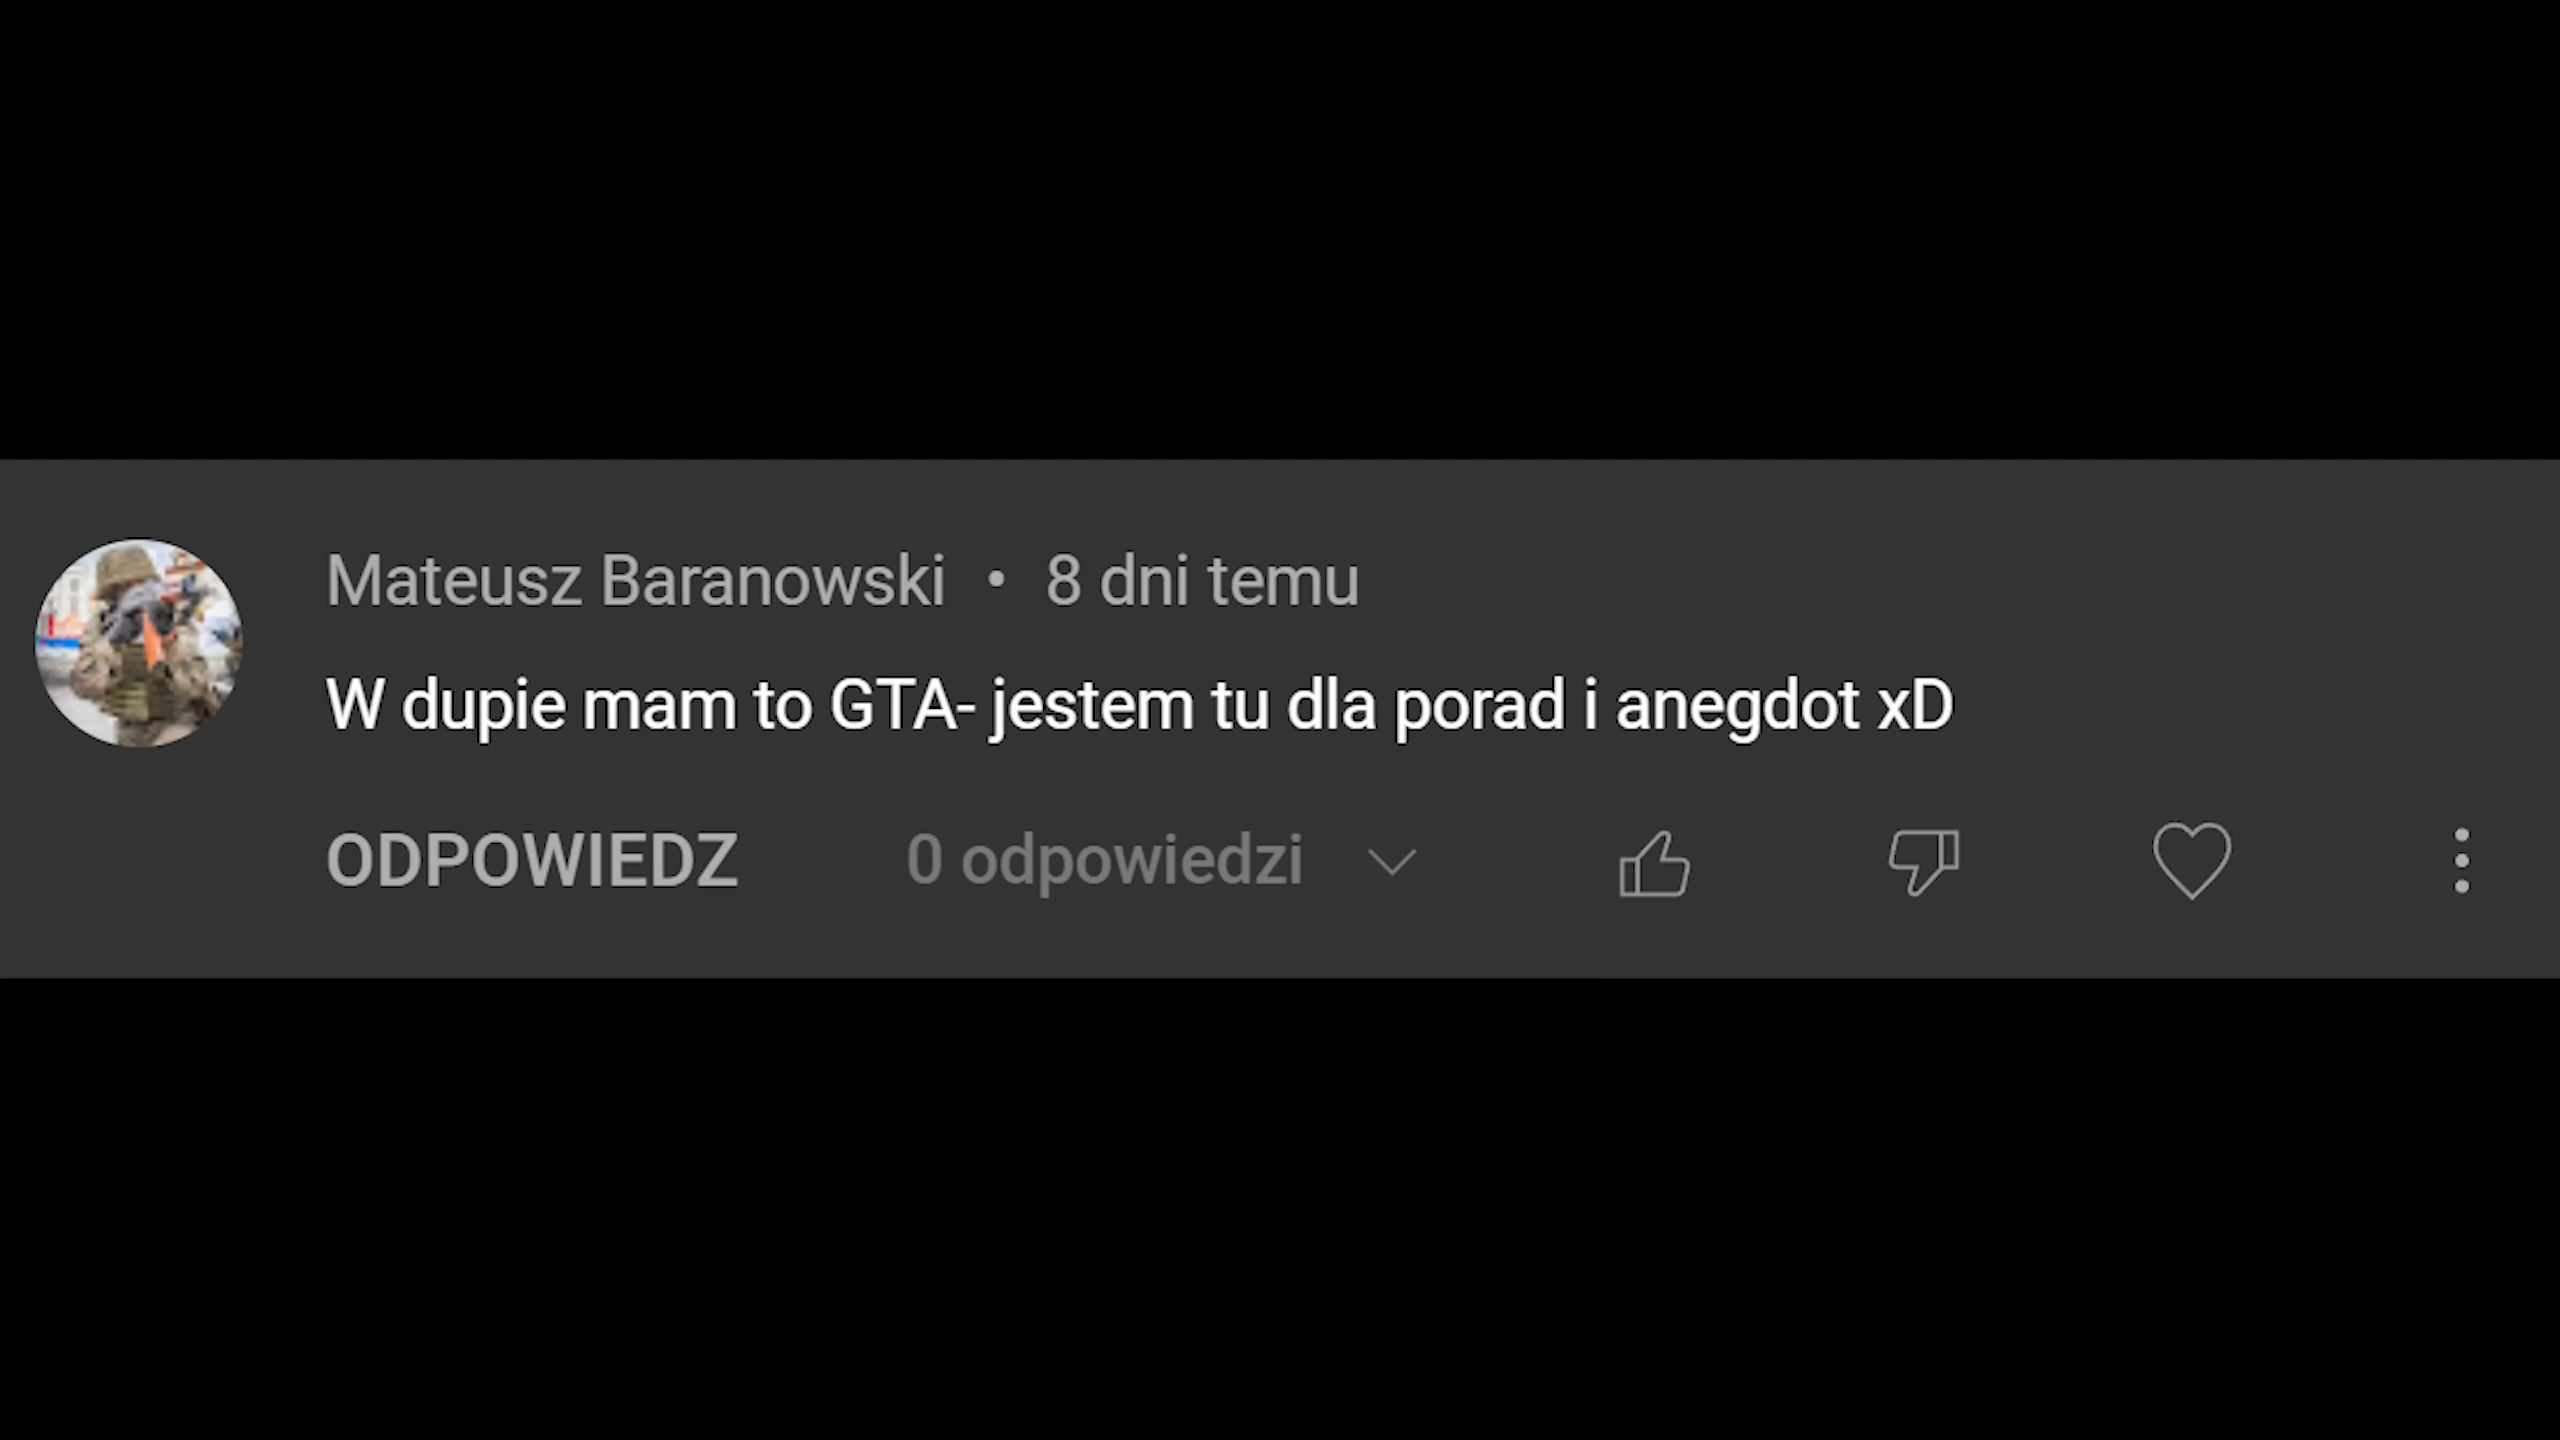 Mateusz Baranowski • 8 dni temu
W dupie mam to GTA- jestem tu dla porad i anegdot xD
ODPOWIEDZ 0 odpowiedzi